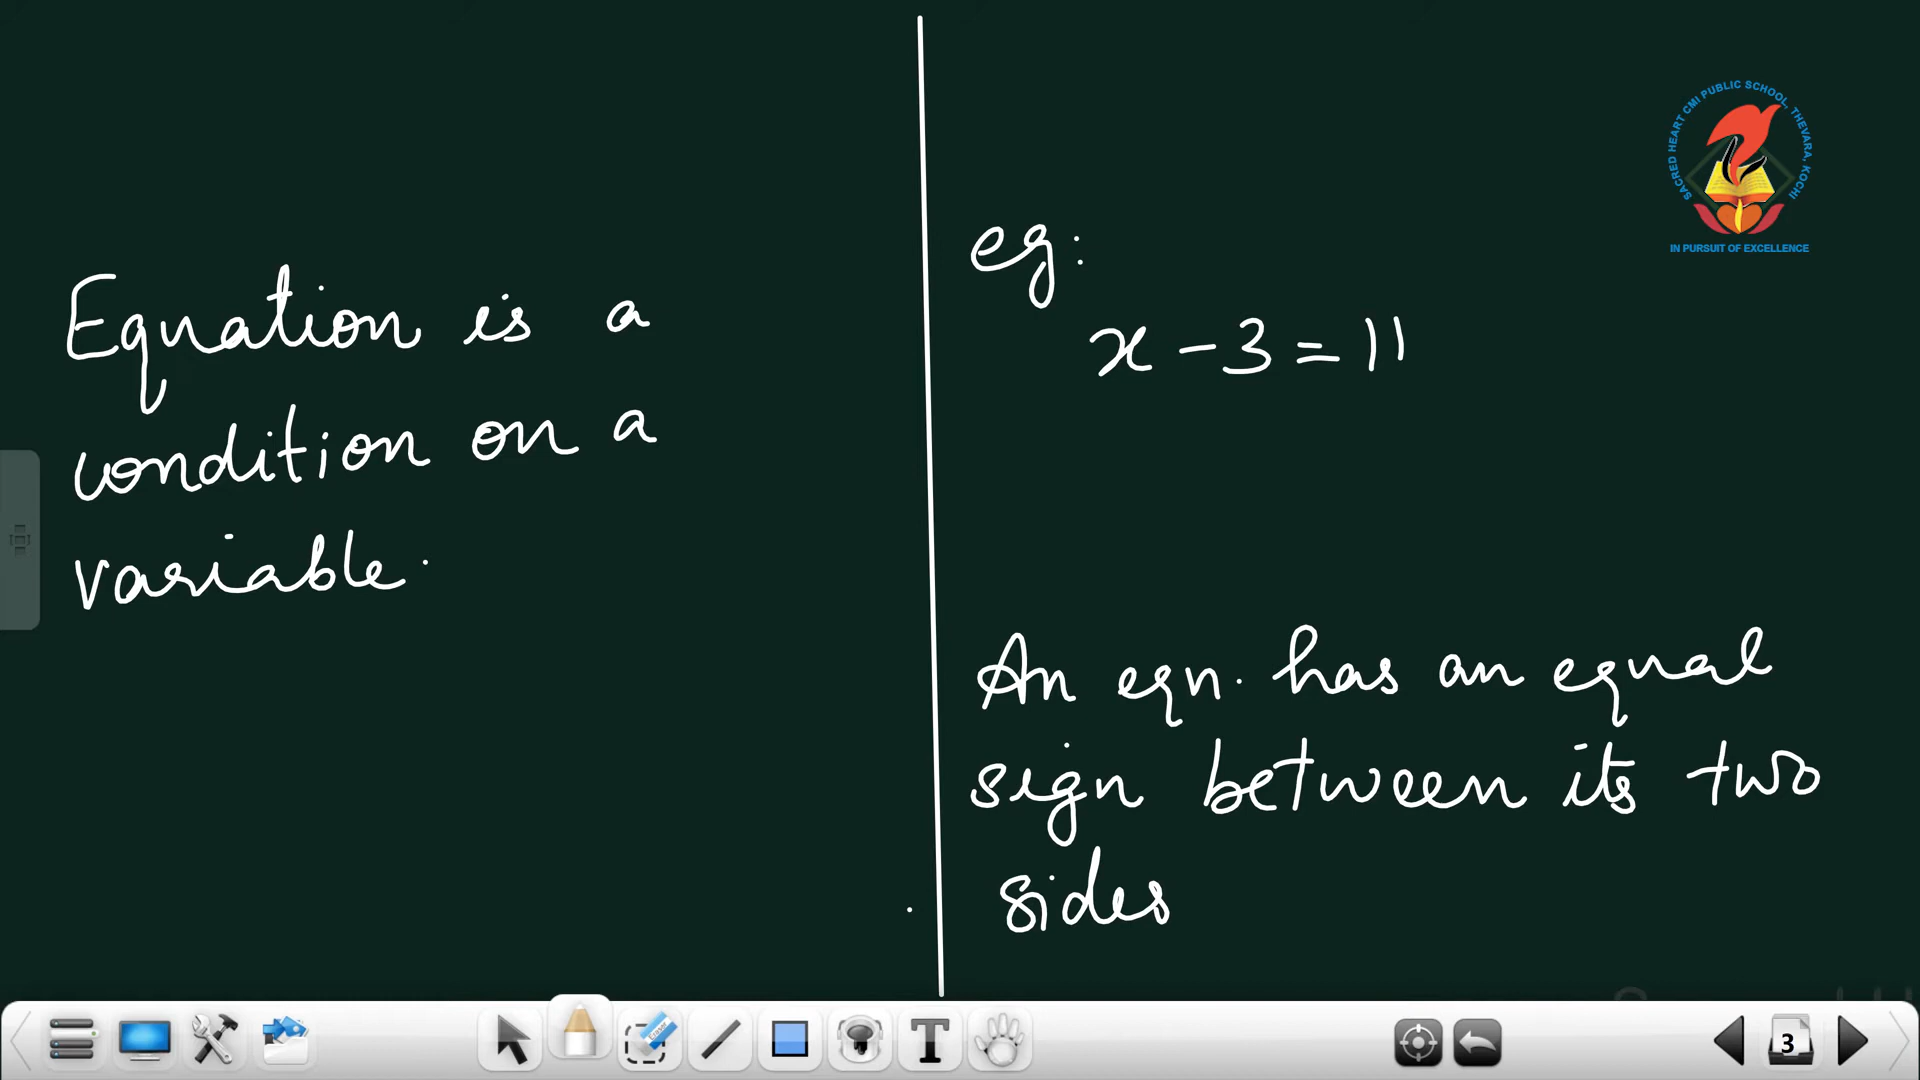 Equation is a
condition on a
variable.
eg:
x - 3 = 11
An eqn. has an equal
sign between its two
sides
SACRED HEART CMI PUBLIC SCHOOL, THEVARA, KOCHI
IN PURSUIT OF EXCELLENCE
Eraser
T
3